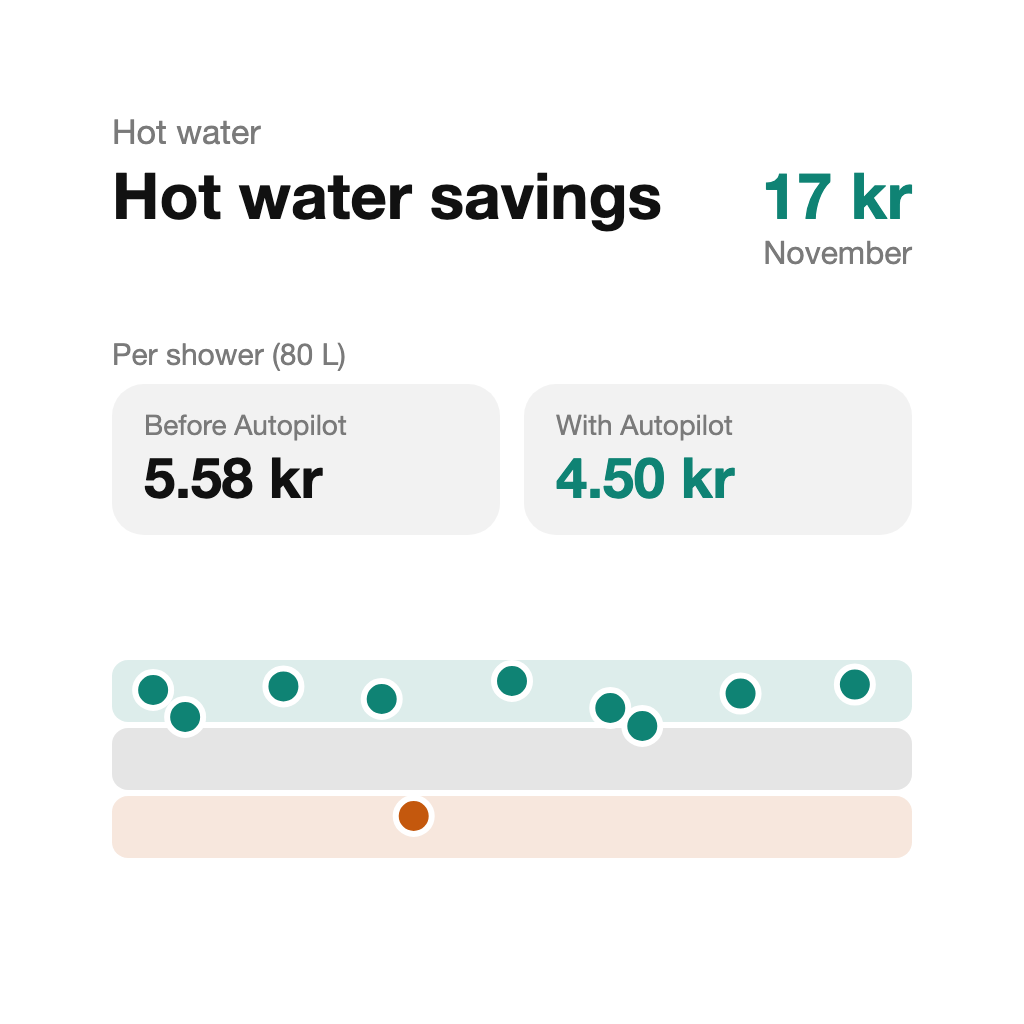 Hot water
Hot water savings
17 kr
November
Per shower (80 L)
Before Autopilot
5.58 kr
With Autopilot
4.50 kr